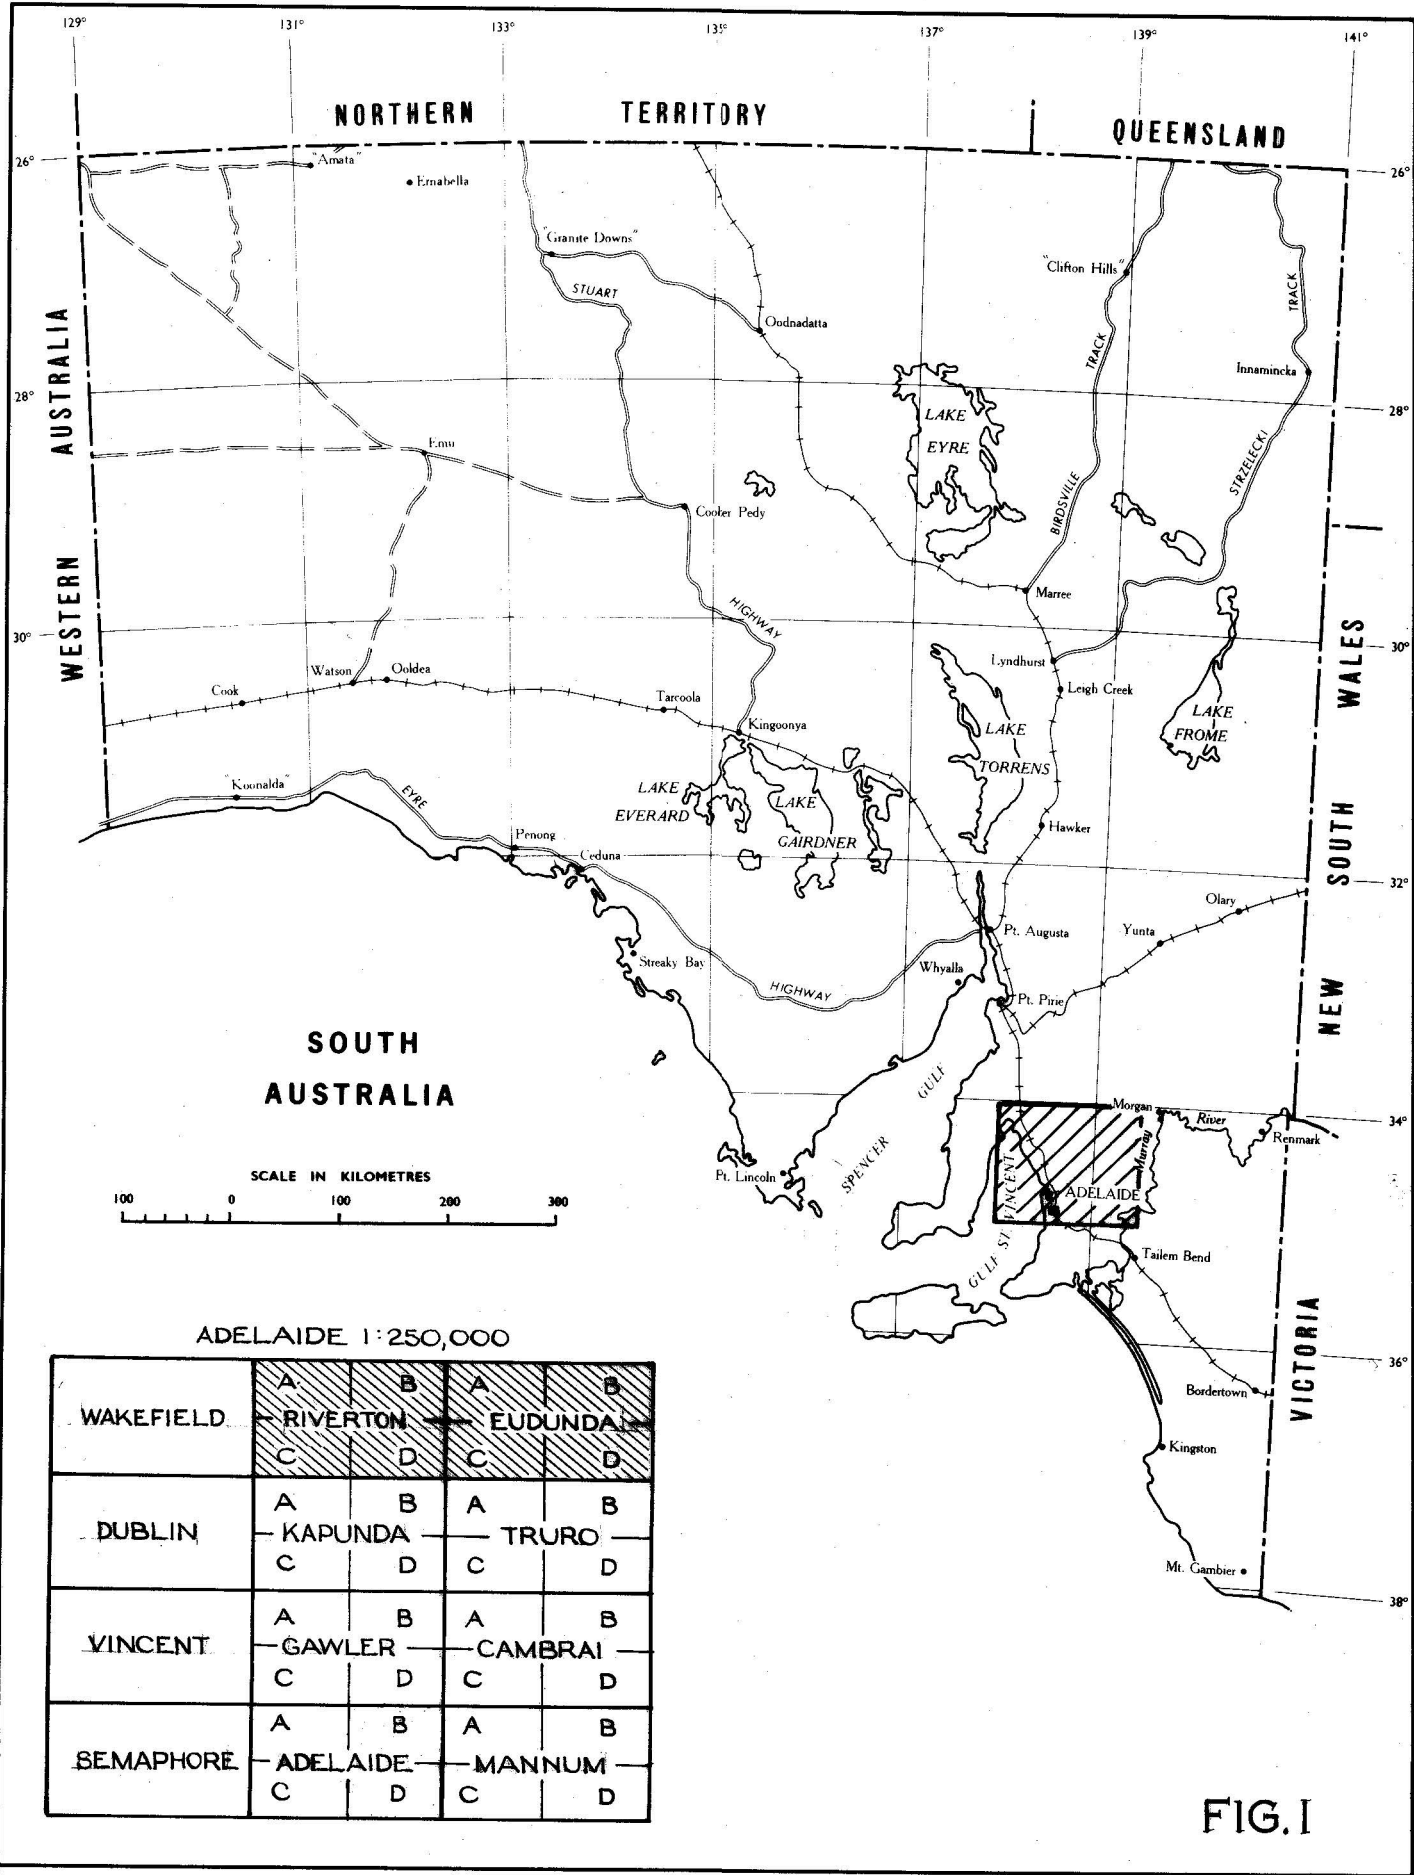 129° 131° 133° 135° 137° 139° 141°
NORTHERN TERRITORY QUEENSLAND
26° 26°
"Amata"
Ernabella
"Granite Downs"
"Clifton Hills"
STUART
TRACK
Oodnadatta
TRACK
Innamincka
WESTERN AUSTRALIA
28° 28°
LAKE
EYRE
Emu
STRZELECKI
BIRDSVILLE
Coober Pedy
Marree
HIGHWAY
30° 30°
Lyndhurst
Watson
Ooldea
Leigh Creek
Cook
Tarcoola
LAKE
FROME
Kingoonya
LAKE
TORRENS
"Koonalda"
EYRE
LAKE
EVERARD
LAKE
GAIRDNER
Hawker
Penong
Ceduna
32°
Olary
Yunta
Pt. Augusta
Streaky Bay
Whyalla
HIGHWAY
Pt. Pirie
NEW SOUTH WALES
SOUTH
AUSTRALIA
SPENCER GULF
Morgan
River
Murray
34°
Renmark
SCALE IN KILOMETRES
100 0 100 200 300
Pt. Lincoln
ADELAIDE
GULF ST. VINCENT
Tailem Bend
36°
VICTORIA
Bordertown
Kingston
Mt. Gambier
38°
ADELAIDE 1:250,000
A B A B
WAKEFIELD RIVERTON EUDUNDA
C D C D
A B A B
DUBLIN KAPUNDA TRURO
C D C D
A B A B
VINCENT GAWLER CAMBRAI
C D C D
A B A B
SEMAPHORE ADELAIDE MANNUM
C D C D
FIG. I